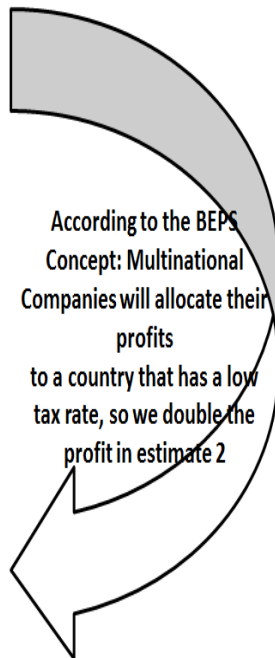 According to the BEPS
Concept: Multinational
Companies will allocate their
profits
to a country that has a low
tax rate, so we double the
profit in estimate 2